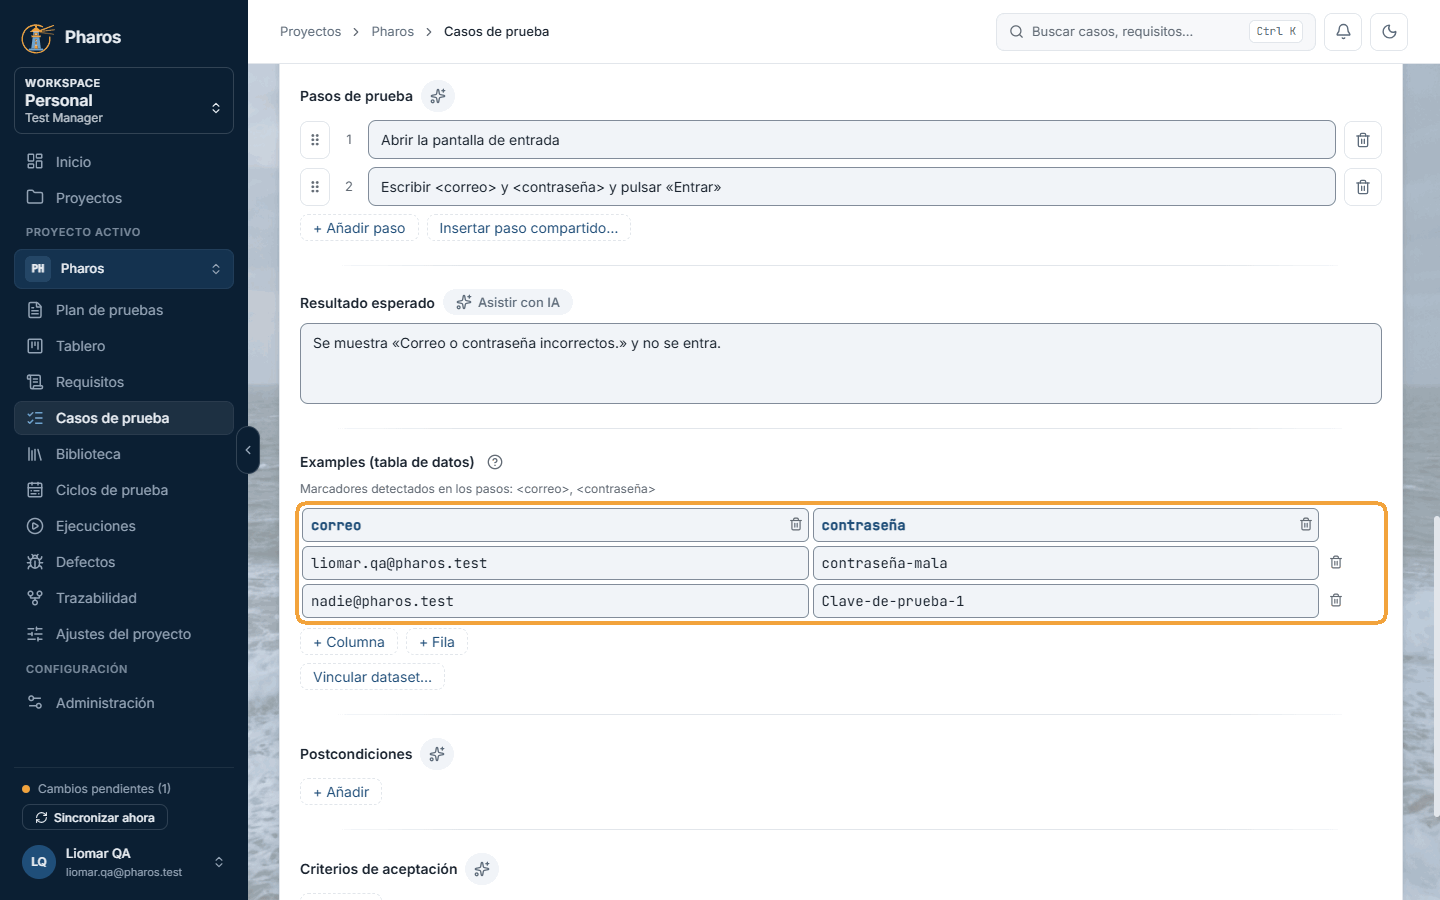 Pharos
WORKSPACE
Personal
Test Manager
Inicio
Proyectos
PROYECTO ACTIVO
PH Pharos
Plan de pruebas
Tablero
Requisitos
Casos de prueba
Biblioteca
Ciclos de prueba
Ejecuciones
Defectos
Trazabilidad
Ajustes del proyecto
CONFIGURACIÓN
Administración
Cambios pendientes (1)
Sincronizar ahora
LQ
Liomar QA
liomar.qa@pharos.test
Proyectos > Pharos > Casos de prueba
Buscar casos, requisitos... Ctrl K
Pasos de prueba
1 Abrir la pantalla de entrada
2 Escribir <correo> y <contraseña> y pulsar «Entrar»
+ Añadir paso Insertar paso compartido...
Resultado esperado Asistir con IA
Se muestra «Correo o contraseña incorrectos.» y no se entra.
Examples (tabla de datos) ?
Marcadores detectados en los pasos: <correo>, <contraseña>
correo contraseña
liomar.qa@pharos.test contraseña-mala
nadie@pharos.test Clave-de-prueba-1
+ Columna + Fila
Vincular dataset...
Postcondiciones
+ Añadir
Criterios de aceptación